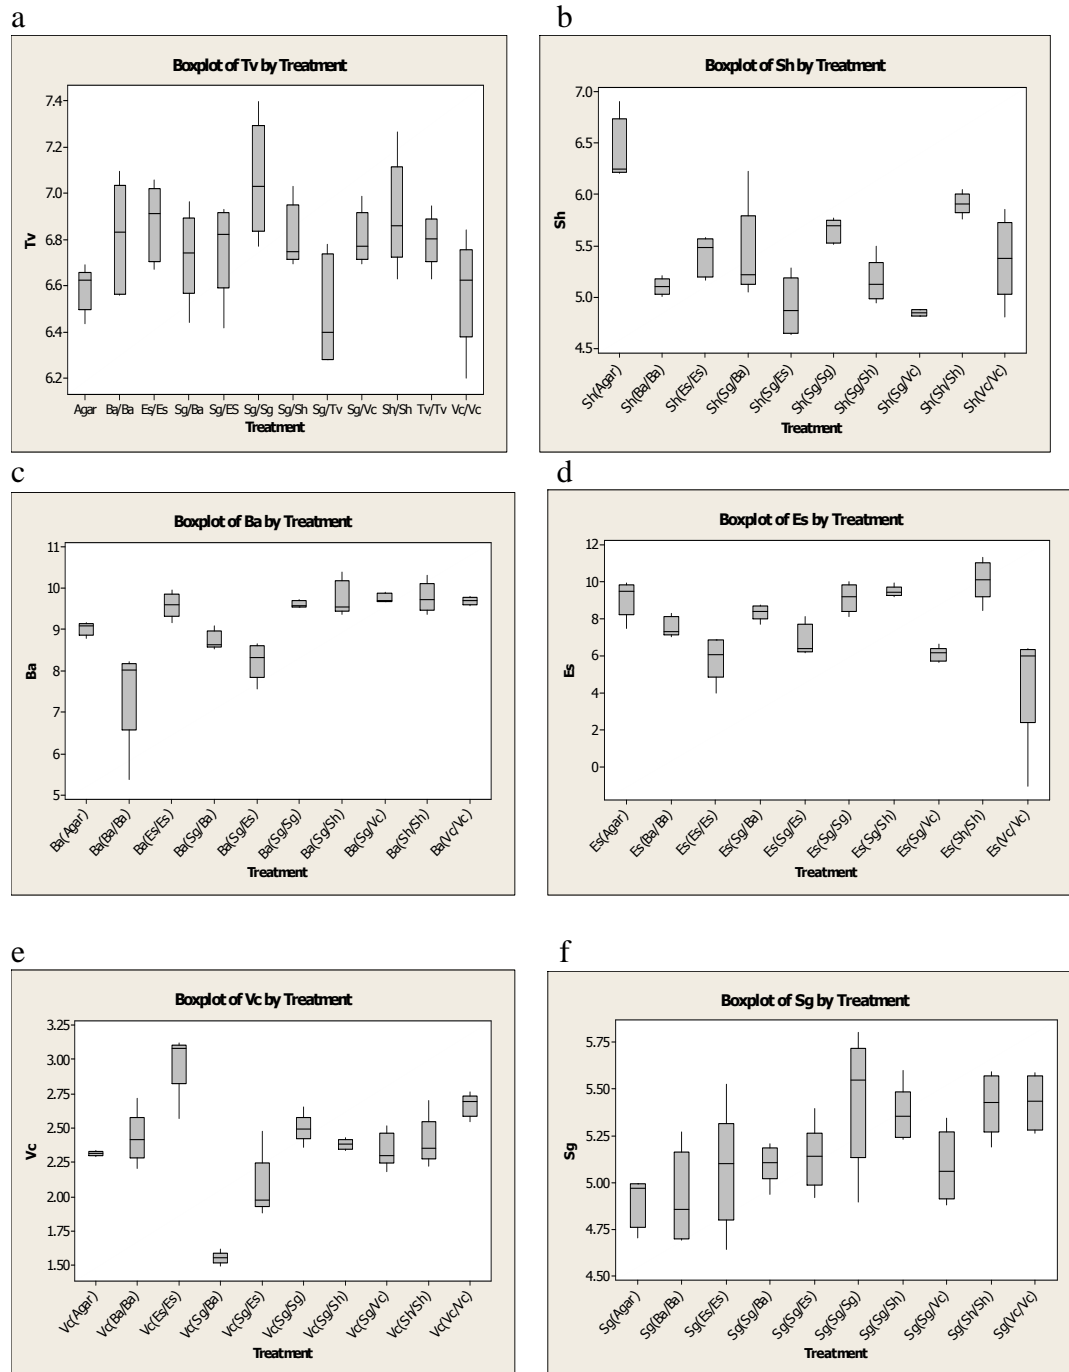 a
Boxplot of Tv by Treatment
Tv
7.4
7.2
7.0
6.8
6.6
6.4
6.2
Agar Ba/Ba Es/Es Sg/Ba Sg/ES Sg/Sg Sg/Sh Sg/Tv Sg/Vc Sh/Sh Tv/Tv Vc/Vc
Treatment
b
Boxplot of Sh by Treatment
Sh
7.0
6.5
6.0
5.5
5.0
4.5
Sh(Agar) Sh(Ba/Ba) Sh(Es/Es) Sh(Sg/Ba) Sh(Sg/Es) Sh(Sg/Sg) Sh(Sg/Sh) Sh(Sg/Vc) Sh(Sh/Sh) Sh(Vc/Vc)
Treatment
c
Boxplot of Ba by Treatment
Ba
11
10
9
8
7
6
5
Ba(Agar) Ba(Ba/Ba) Ba(Es/Es) Ba(Sg/Ba) Ba(Sg/Es) Ba(Sg/Sg) Ba(Sg/Sh) Ba(Sg/Vc) Ba(Sh/Sh) Ba(Vc/Vc)
Treatment
d
Boxplot of Es by Treatment
Es
12
10
8
6
4
2
0
Es(Agar) Es(Ba/Ba) Es(Es/Es) Es(Sg/Ba) Es(Sg/Es) Es(Sg/Sg) Es(Sg/Sh) Es(Sg/Vc) Es(Sh/Sh) Es(Vc/Vc)
Treatment
e
Boxplot of Vc by Treatment
Vc
3.25
3.00
2.75
2.50
2.25
2.00
1.75
1.50
Vc(Agar) Vc(Ba/Ba) Vc(Es/Es) Vc(Sg/Ba) Vc(Sg/Es) Vc(Sg/Sg) Vc(Sg/Sh) Vc(Sg/Vc) Vc(Sh/Sh) Vc(Vc/Vc)
Treatment
f
Boxplot of Sg by Treatment
Sg
5.75
5.50
5.25
5.00
4.75
4.50
Sg(Agar) Sg(Ba/Ba) Sg(Es/Es) Sg(Sg/Ba) Sg(Sg/Es) Sg(Sg/Sg) Sg(Sg/Sh) Sg(Sg/Vc) Sg(Sh/Sh) Sg(Vc/Vc)
Treatment